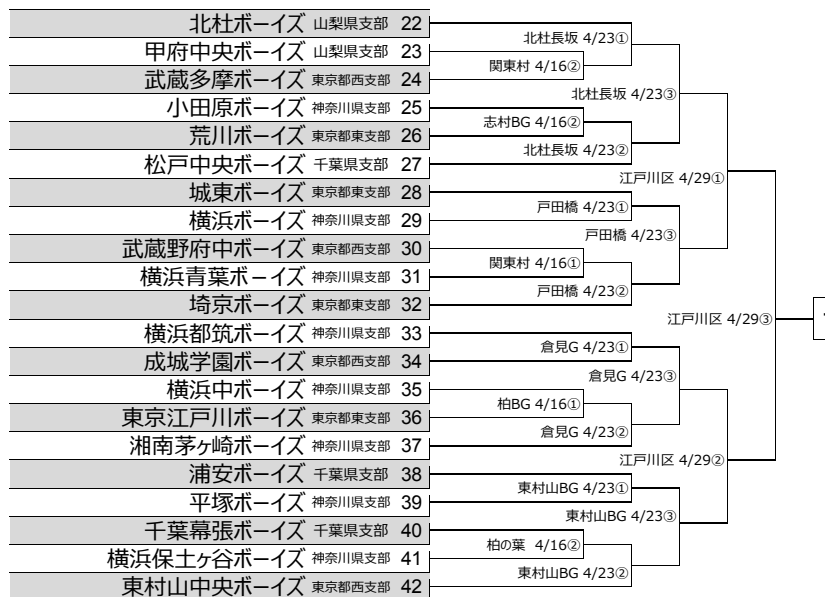 北杜ボーイズ 山梨県支部 22
甲府中央ボーイズ 山梨県支部 23
武蔵多摩ボーイズ 東京都西支部 24
小田原ボーイズ 神奈川県支部 25
荒川ボーイズ 東京都東支部 26
松戸中央ボーイズ 千葉県支部 27
城東ボーイズ 東京都東支部 28
横浜ボーイズ 神奈川県支部 29
武蔵野府中ボーイズ 東京都西支部 30
横浜青葉ボーイズ 神奈川県支部 31
埼京ボーイズ 東京都東支部 32
横浜都筑ボーイズ 神奈川県支部 33
成城学園ボーイズ 東京都西支部 34
横浜中ボーイズ 神奈川県支部 35
東京江戸川ボーイズ 東京都東支部 36
湘南茅ヶ崎ボーイズ 神奈川県支部 37
浦安ボーイズ 千葉県支部 38
平塚ボーイズ 神奈川県支部 39
千葉幕張ボーイズ 千葉県支部 40
横浜保土ヶ谷ボーイズ 神奈川県支部 41
東村山中央ボーイズ 東京都西支部 42
北杜長坂 4/23①
関東村 4/16②
北杜長坂 4/23③
志村BG 4/16②
北杜長坂 4/23②
江戸川区 4/29①
戸田橋 4/23①
戸田橋 4/23③
関東村 4/16①
戸田橋 4/23②
江戸川区 4/29③
倉見G 4/23①
倉見G 4/23③
柏BG 4/16①
倉見G 4/23②
江戸川区 4/29②
東村山BG 4/23①
東村山BG 4/23③
柏の葉 4/16②
東村山BG 4/23②